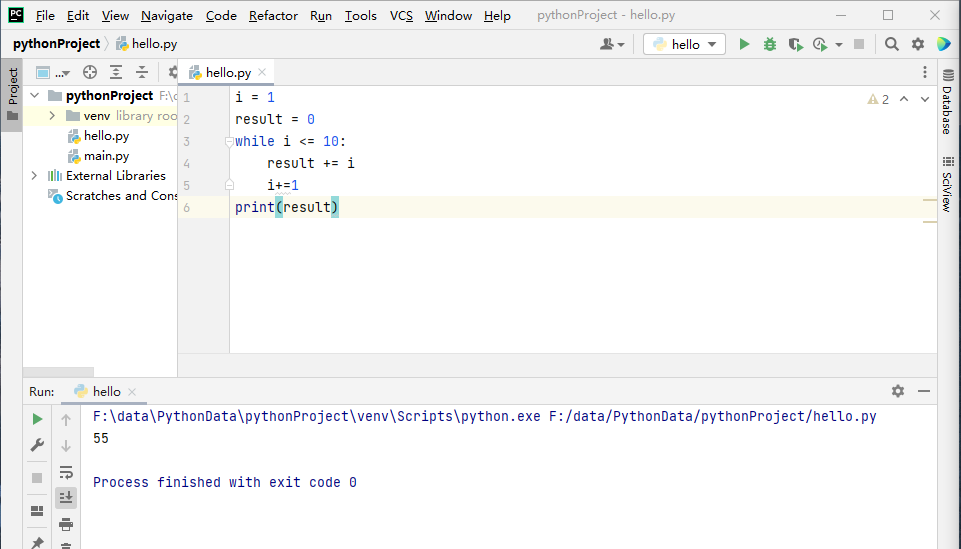 PC File Edit View Navigate Code Refactor Run Tools VCS Window Help pythonProject - hello.py
pythonProject hello.py hello
Project
... hello.py
pythonProject F:\
venv library roo
hello.py
main.py
External Libraries
Scratches and Cons
1 i = 1
2 result = 0
3 while i <= 10:
4 result += i
5 i+=1
6 print(result)
2
Database
SciView
Run: hello
F:\data\PythonData\pythonProject\venv\Scripts\python.exe F:/data/PythonData/pythonProject/hello.py
55
Process finished with exit code 0